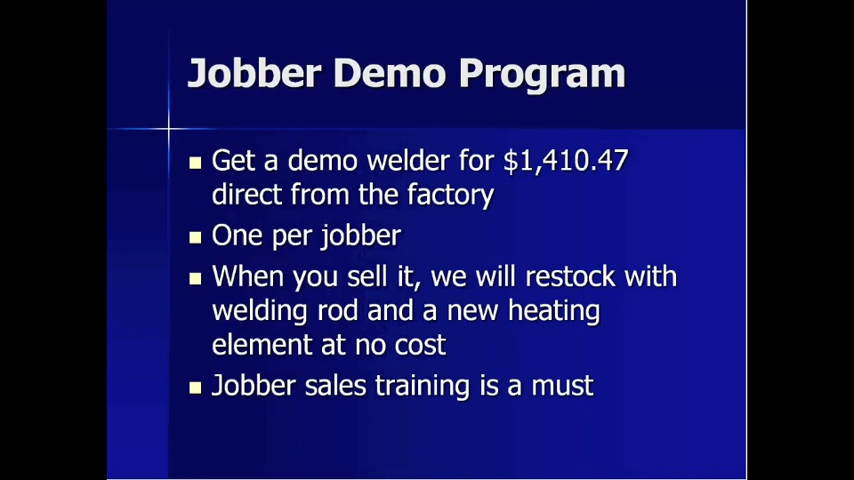 Jobber Demo Program
Get a demo welder for $1,410.47
direct from the factory
One per jobber
When you sell it, we will restock with
welding rod and a new heating
element at no cost
Jobber sales training is a must